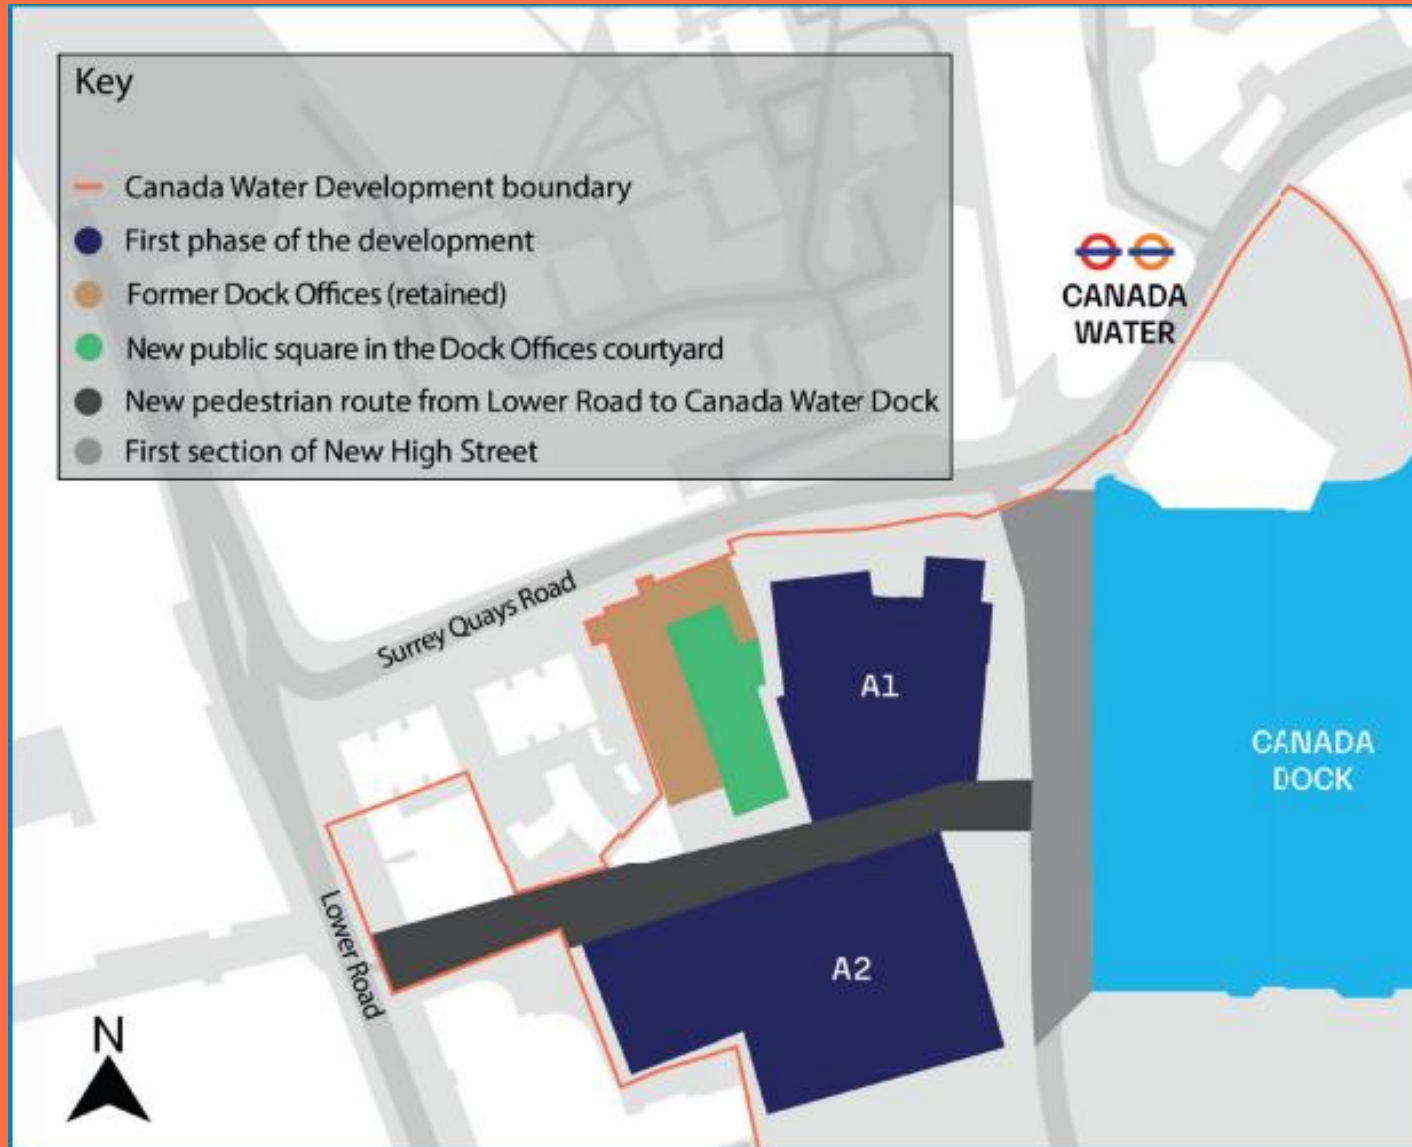 Key
Canada Water Development boundary
First phase of the development
Former Dock Offices (retained)
New public square in the Dock Offices courtyard
New pedestrian route from Lower Road to Canada Water Dock
First section of New High Street
CANADA
WATER
Surrey Quays Road
A1
CANADA
DOCK
Lower Road
A2
N